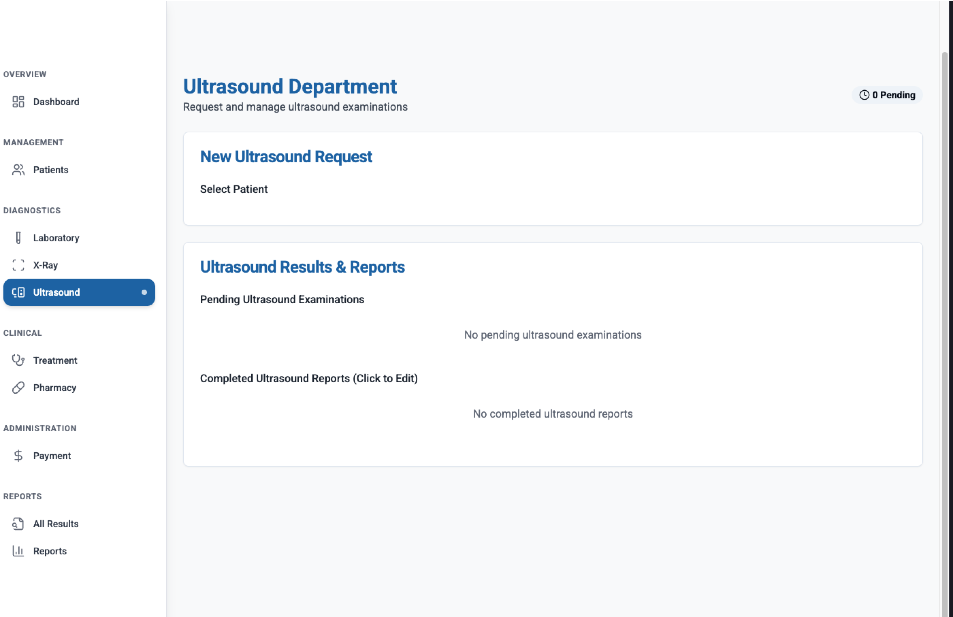 OVERVIEW
Dashboard
MANAGEMENT
Patients
DIAGNOSTICS
Laboratory
X-Ray
Ultrasound
CLINICAL
Treatment
Pharmacy
ADMINISTRATION
Payment
REPORTS
All Results
Reports
Ultrasound Department
Request and manage ultrasound examinations
0 Pending
New Ultrasound Request
Select Patient
Ultrasound Results & Reports
Pending Ultrasound Examinations
No pending ultrasound examinations
Completed Ultrasound Reports (Click to Edit)
No completed ultrasound reports